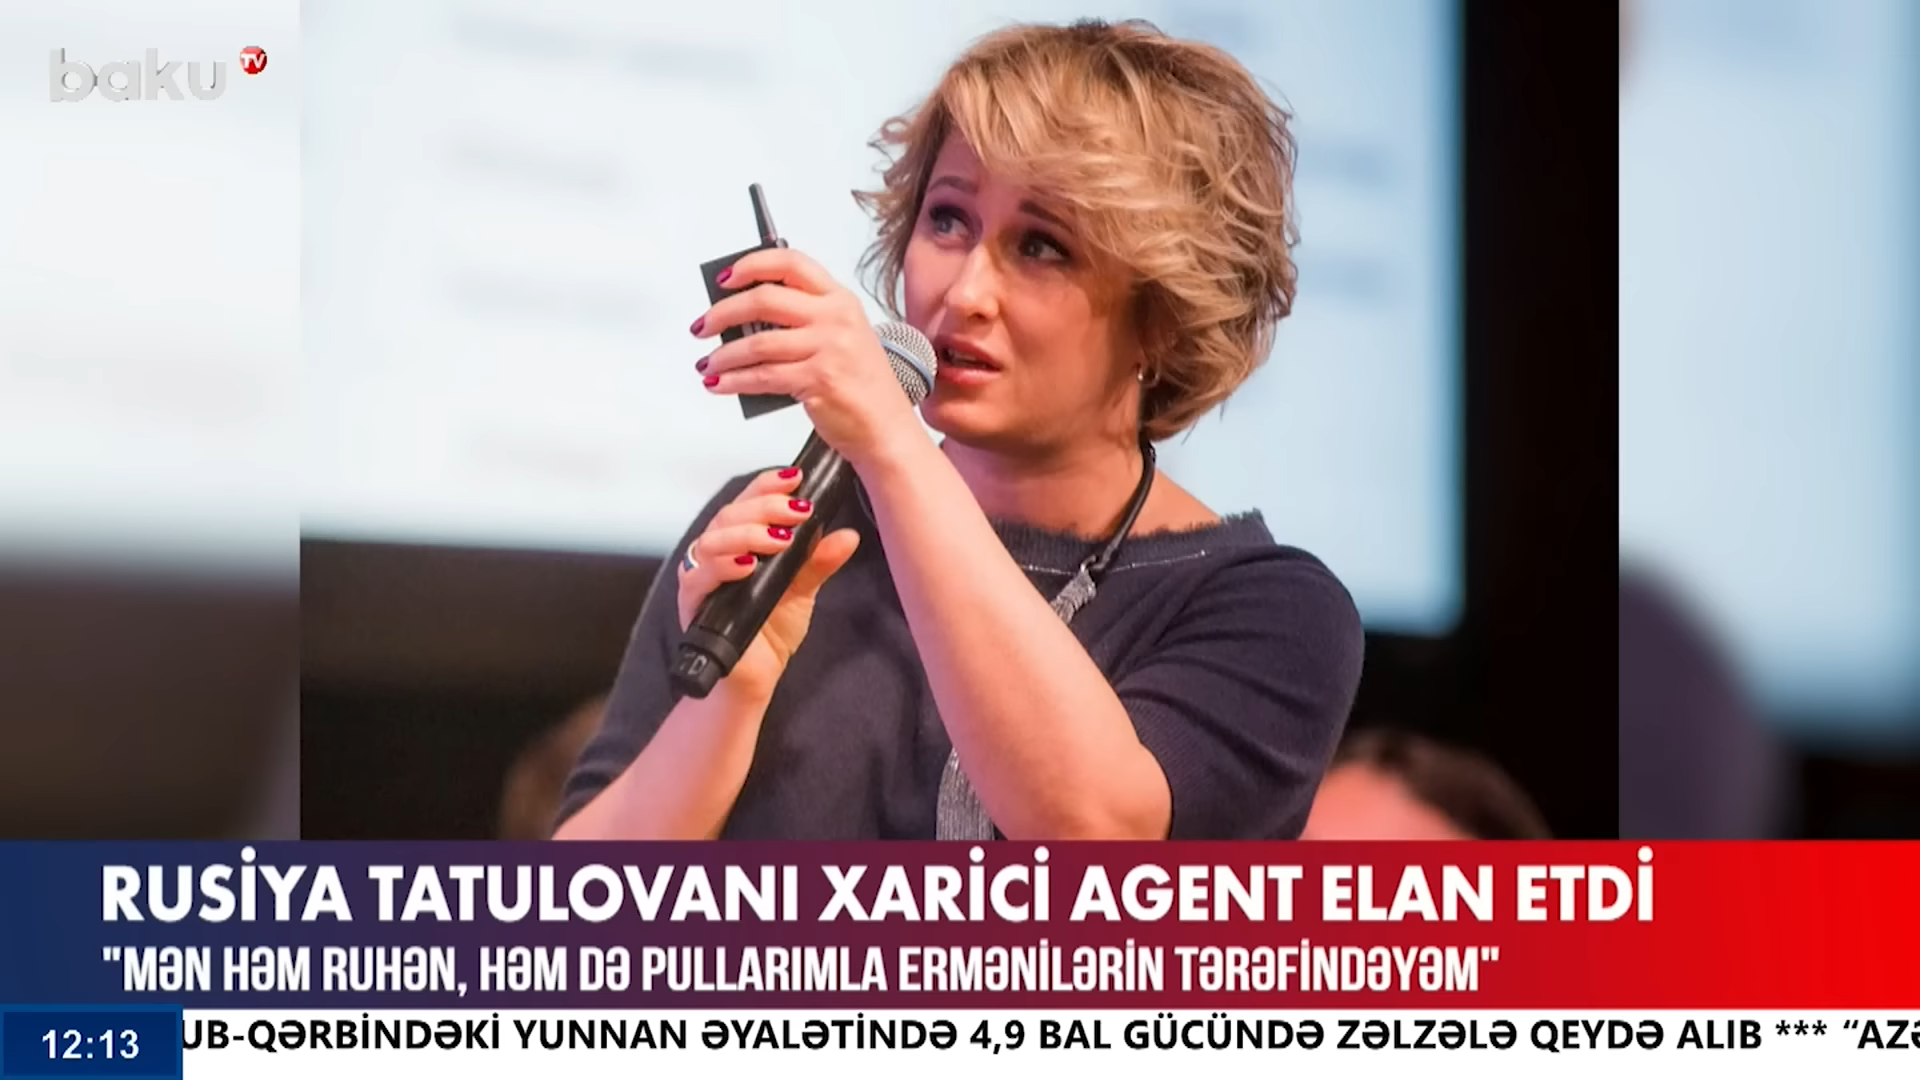 baku TV
RUSİYA TATULOVANI XARİCİ AGENT ELAN ETDİ
"MƏN HƏM RUHƏN, HƏM DƏ PULLARIMLA ERMƏNİLƏRİN TƏRƏFİNDƏYƏM"
12:13
UB-QƏRBİNDƏKİ YUNNAN ƏYALƏTİNDƏ 4,9 BAL GÜCÜNDƏ ZƏLZƏLƏ QEYDƏ ALIB *** “AZƏ